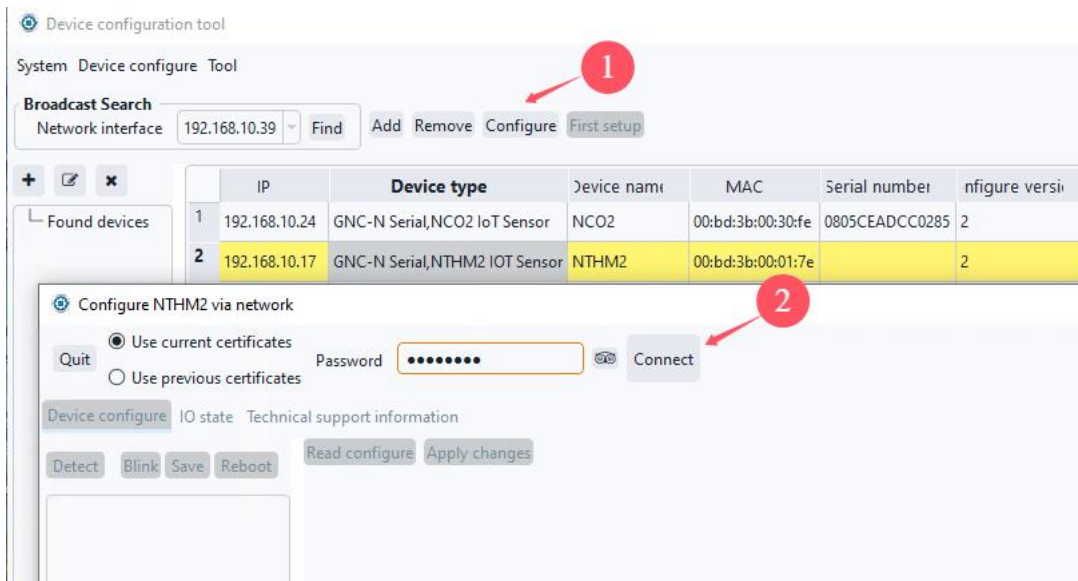 Device configuration tool
System Device configure Tool
1
Broadcast Search
Network interface 192.168.10.39 Find Add Remove Configure First setup
IP Device type Device name MAC Serial number nfigure versio
Found devices 1 192.168.10.24 GNC-N Serial,NCO2 IoT Sensor NCO2 00:bd:3b:00:30:fe 0805CEADCC0285 2
2 192.168.10.17 GNC-N Serial,NTHM2 IOT Sensor NTHM2 00:bd:3b:00:01:7e 2
Configure NTHM2 via network
2
Use current certificates
Quit Password Connect
Use previous certificates
Device configure IO state Technical support information
Read configure Apply changes
Detect Blink Save Reboot